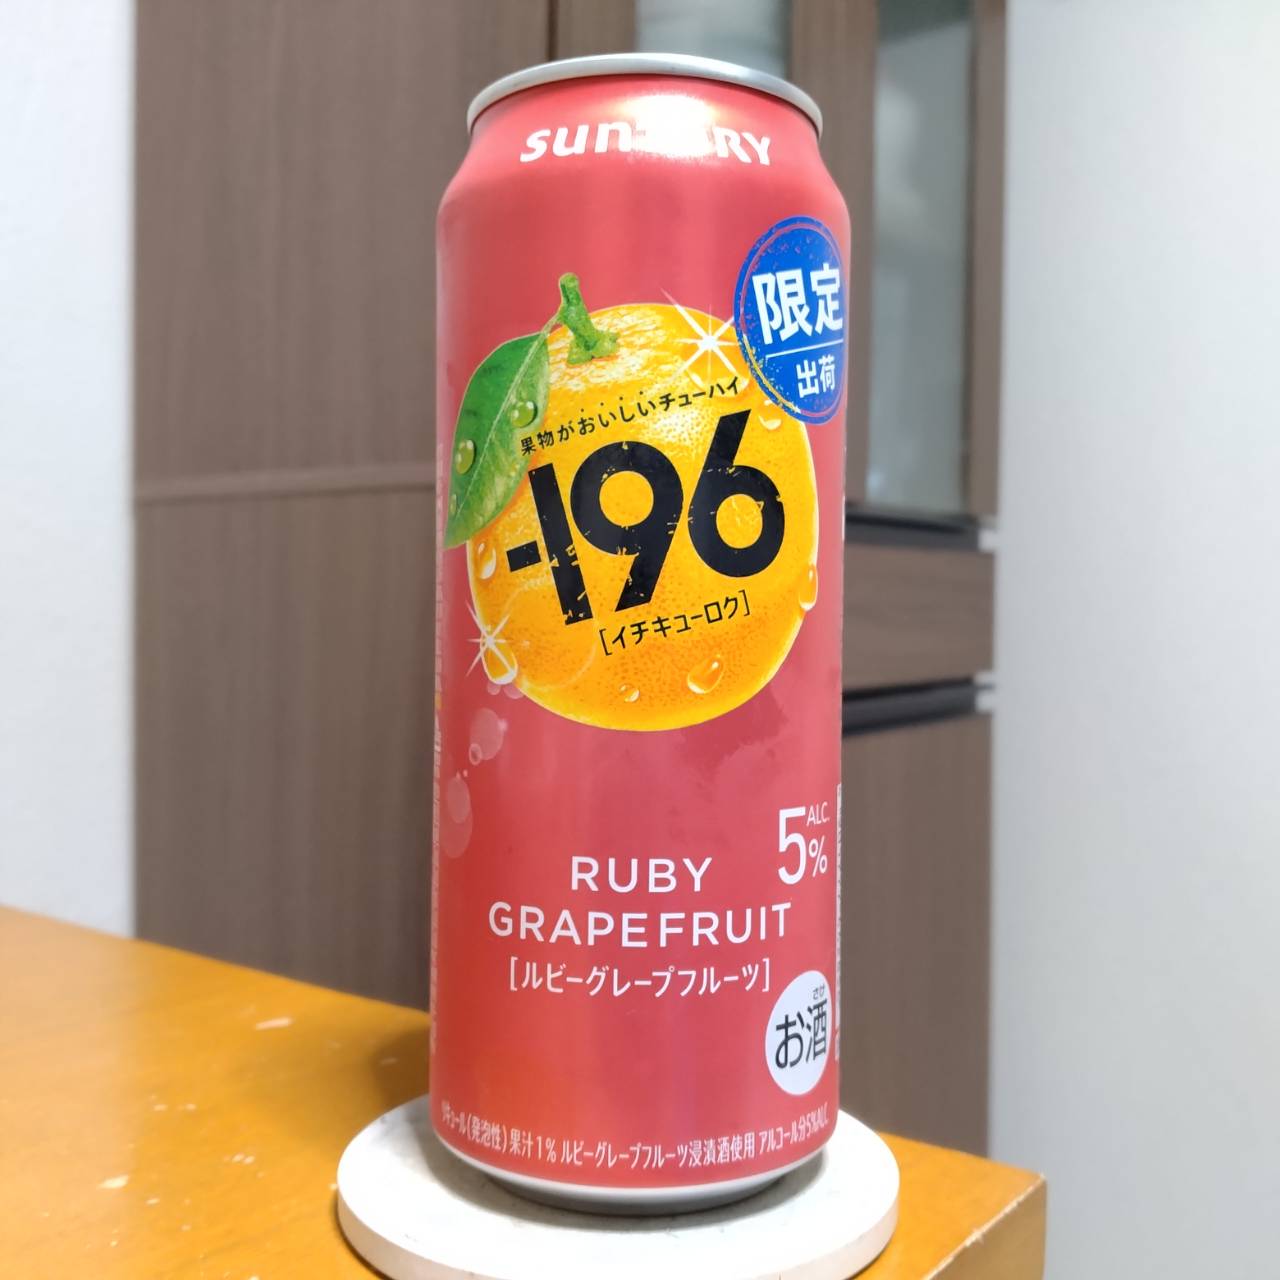 SUNTORY
限定
出荷
果物がおいしいチューハイ
-196
[イチキューロク]
5%
ALC.
RUBY
GRAPEFRUIT
[ルビーグレープフルーツ]
さけ
お酒
リキュール(発泡性) 果汁1% ルビーグレープフルーツ浸漬酒使用 アルコール分5%ALC.